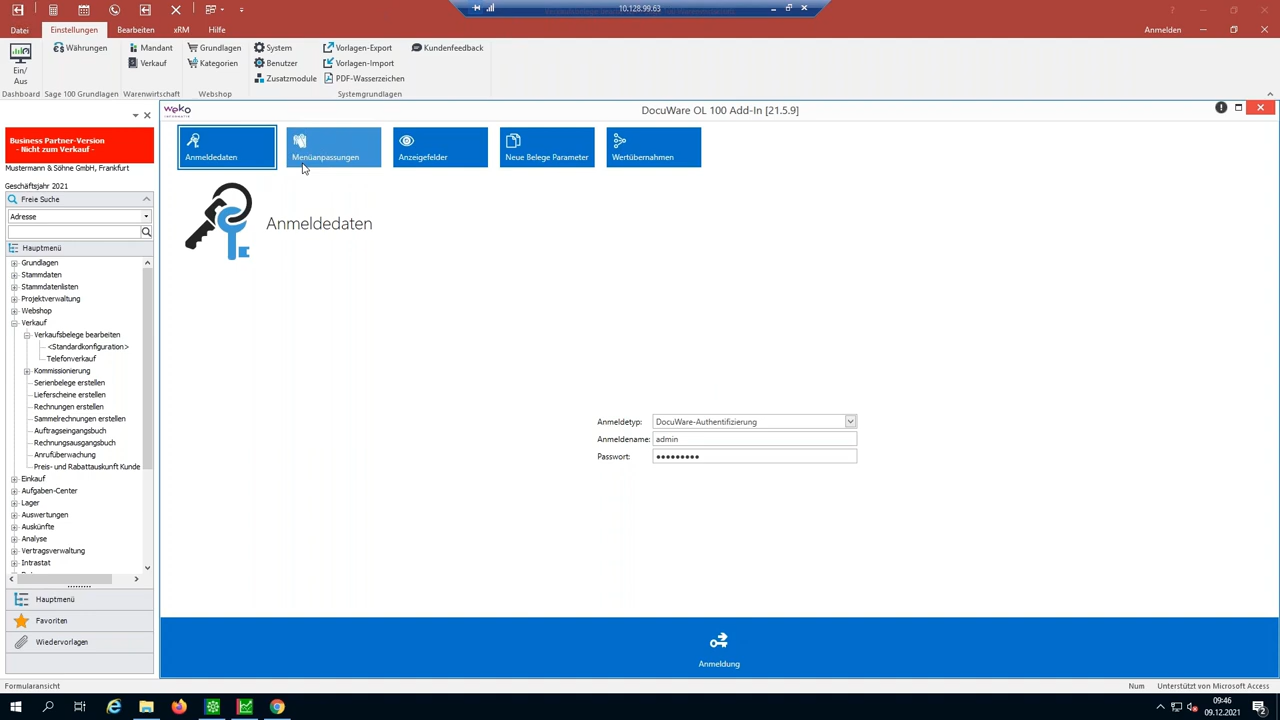 10.128.99.63
Datei
Einstellungen
Bearbeiten
xRM
Hilfe
Anmelden
Ein/
Aus
Währungen
Mandant
Verkauf
Grundlagen
Kategorien
System
Benutzer
Zusatzmodule
Vorlagen-Export
Vorlagen-Import
PDF-Wasserzeichen
Kundenfeedback
Dashboard
Sage 100 Grundlagen
Warenwirtschaft
Webshop
Systemgrundlagen
weko
DocuWare OL 100 Add-In [21.5.9]
Business Partner-Version
- Nicht zum Verkauf -
Mustermann & Söhne GmbH, Frankfurt
Geschäftsjahr 2021
Freie Suche
Adresse
Hauptmenü
Grundlagen
Stammdaten
Stammdatenlisten
Projektverwaltung
Webshop
Verkauf
Verkaufsbelege bearbeiten
<Standardkonfiguration>
Telefonverkauf
Kommissionierung
Serienbelege erstellen
Lieferscheine erstellen
Rechnungen erstellen
Sammelrechnungen erstellen
Auftragseingangsbuch
Rechnungsausgangsbuch
Anrufüberwachung
Preis- und Rabattauskunft Kunde
Einkauf
Aufgaben-Center
Lager
Auswertungen
Auskünfte
Analyse
Vertragsverwaltung
Intrastat
Hauptmenü
Favoriten
Wiedervorlagen
Anmeldedaten
Menüanpassungen
Anzeigefelder
Neue Belege Parameter
Wertübernahmen
Anmeldedaten
Anmeldetyp:
DocuWare-Authentifizierung
Anmeldename:
admin
Passwort:
●●●●●●●●●
Anmeldung
Formularansicht
Num
Unterstützt von Microsoft Access
09:46
09.12.2021
2